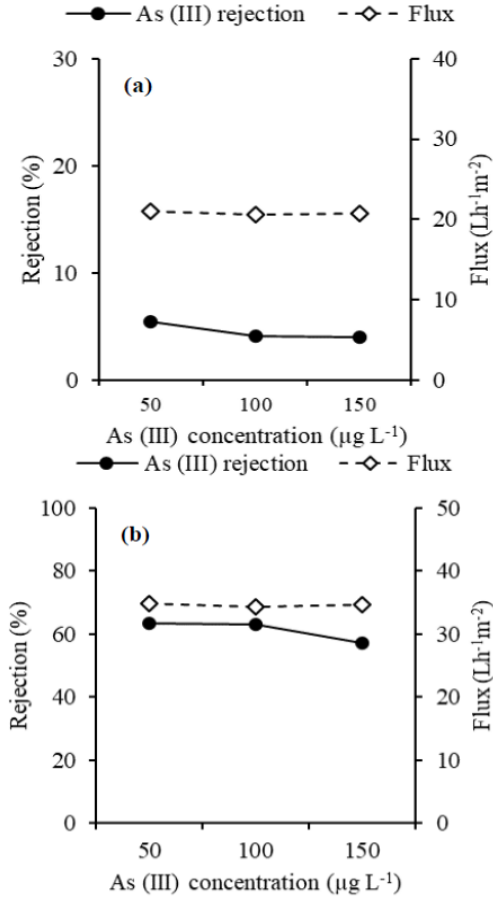 As (III) rejection Flux
(a)
Rejection (%)
30
20
10
0
Flux (Lh⁻¹m⁻²)
40
30
20
10
0
50 100 150
As (III) concentration (µg L⁻¹)
As (III) rejection Flux
(b)
Rejection (%)
100
80
60
40
20
0
Flux (Lh⁻¹m⁻²)
50
40
30
20
10
0
50 100 150
As (III) concentration (µg L⁻¹)